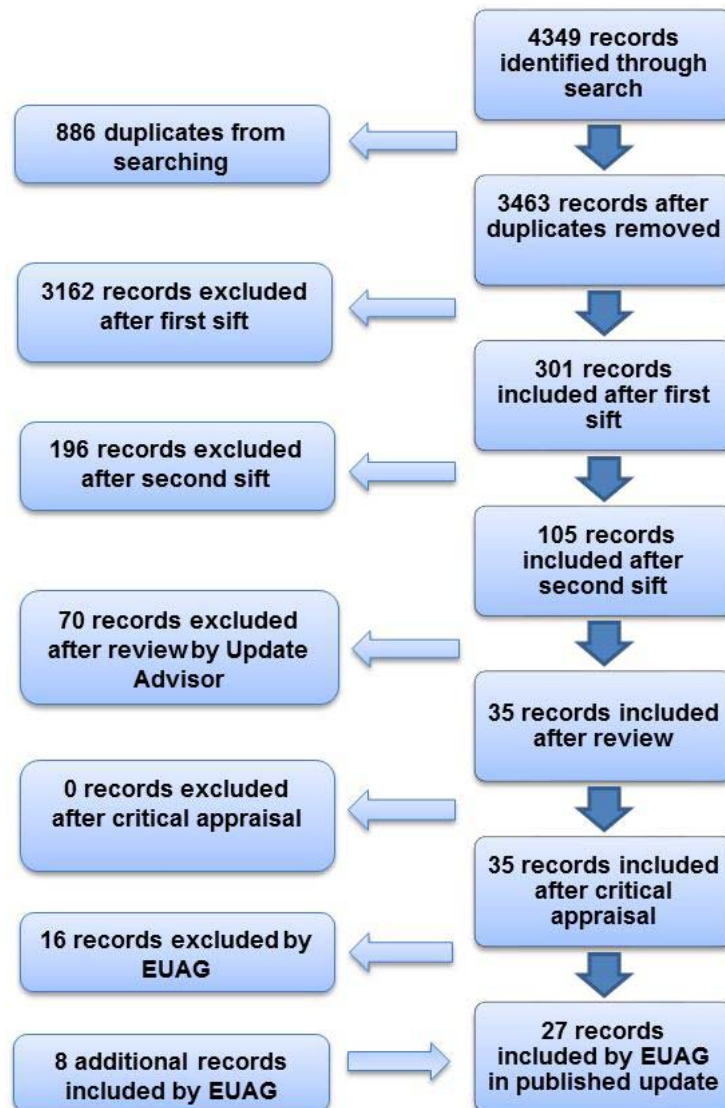 4349 records
identified through
search
886 duplicates from
searching
3463 records after
duplicates removed
3162 records excluded
after first sift
301 records
included after first
sift
196 records excluded
after second sift
105 records
included after
second sift
70 records excluded
after review by Update
Advisor
35 records included
after review
0 records excluded
after critical appraisal
35 records included
after critical
appraisal
16 records excluded by
EUAG
27 records
included by EUAG
in published update
8 additional records
included by EUAG